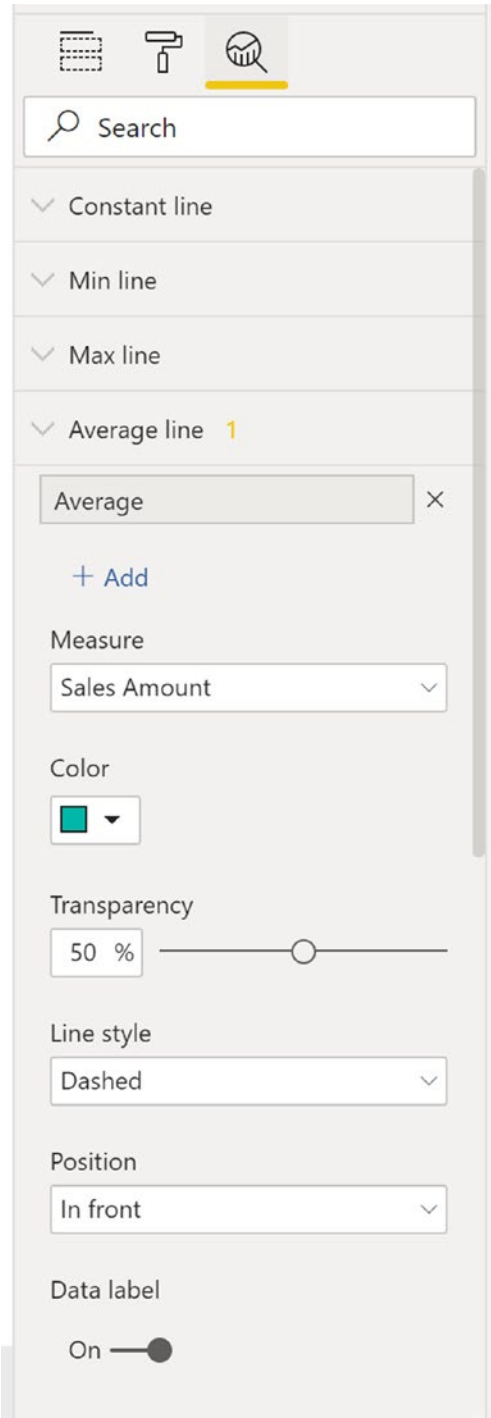 Search
Constant line
Min line
Max line
Average line 1
Average
+ Add
Measure
Sales Amount
Color
Transparency
50 %
Line style
Dashed
Position
In front
Data label
On